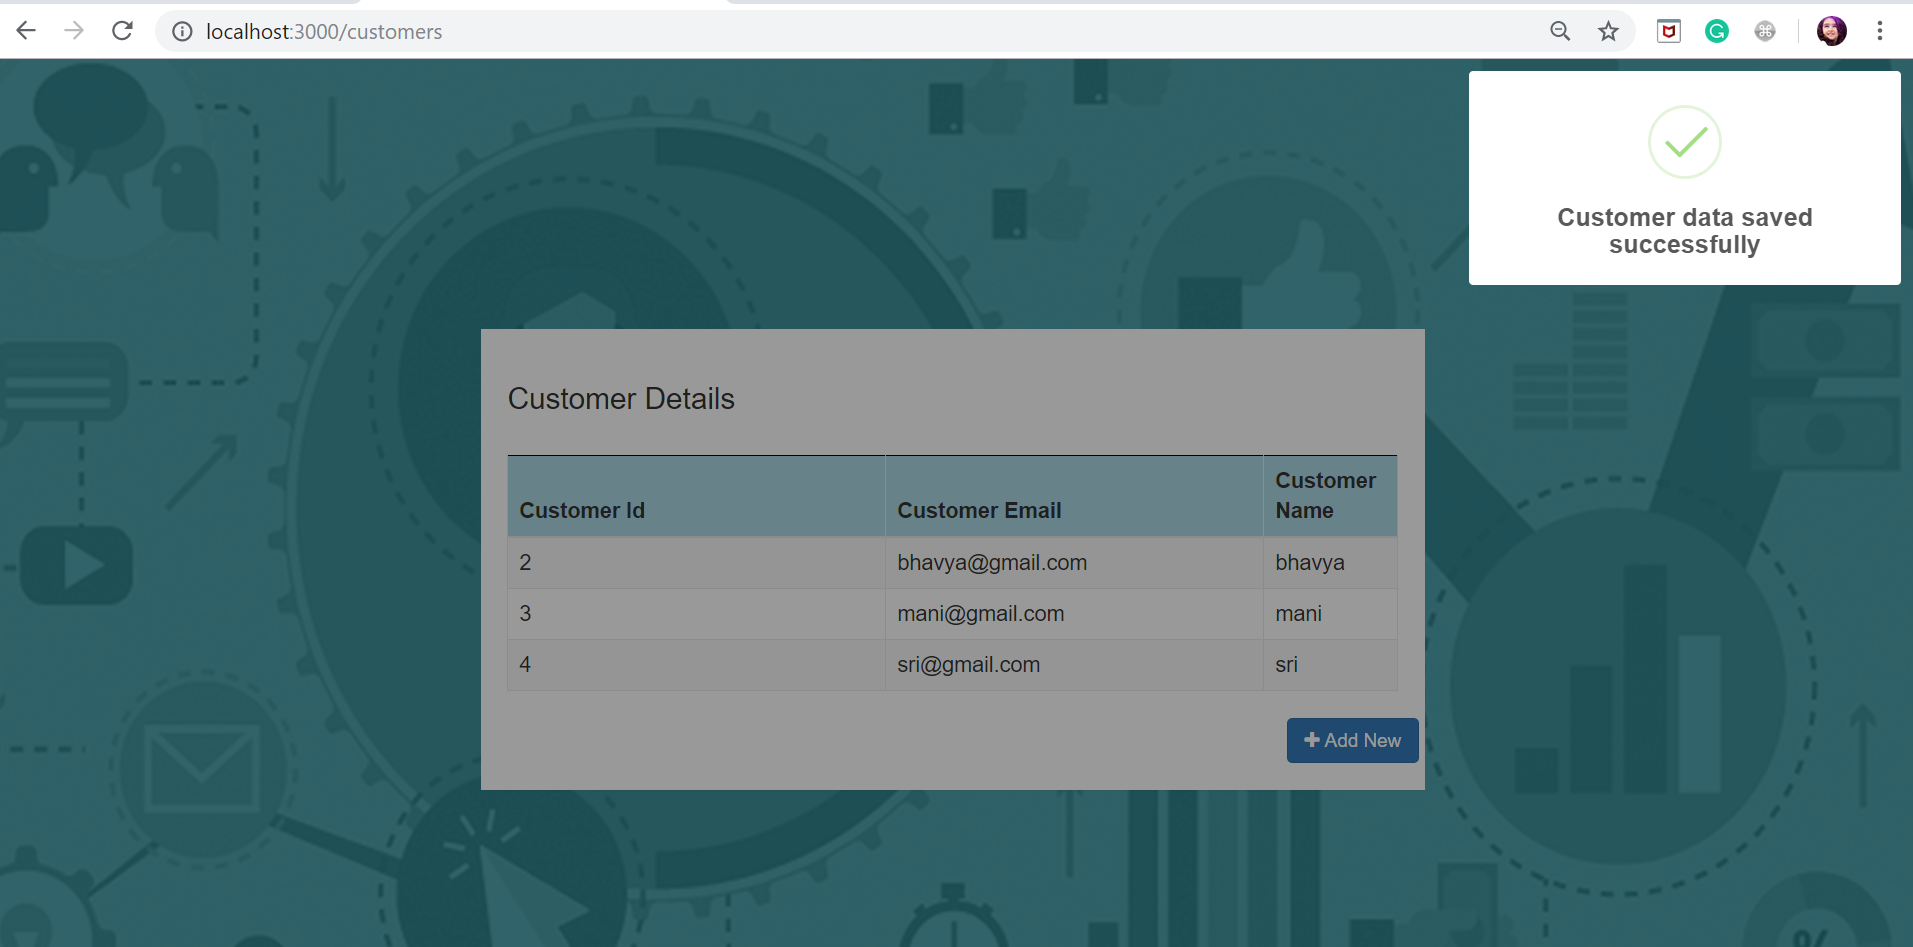 localhost:3000/customers
Customer data saved
successfully
Customer Details
Customer Id Customer Email Customer Name
2 bhavya@gmail.com bhavya
3 mani@gmail.com mani
4 sri@gmail.com sri
Add New
%